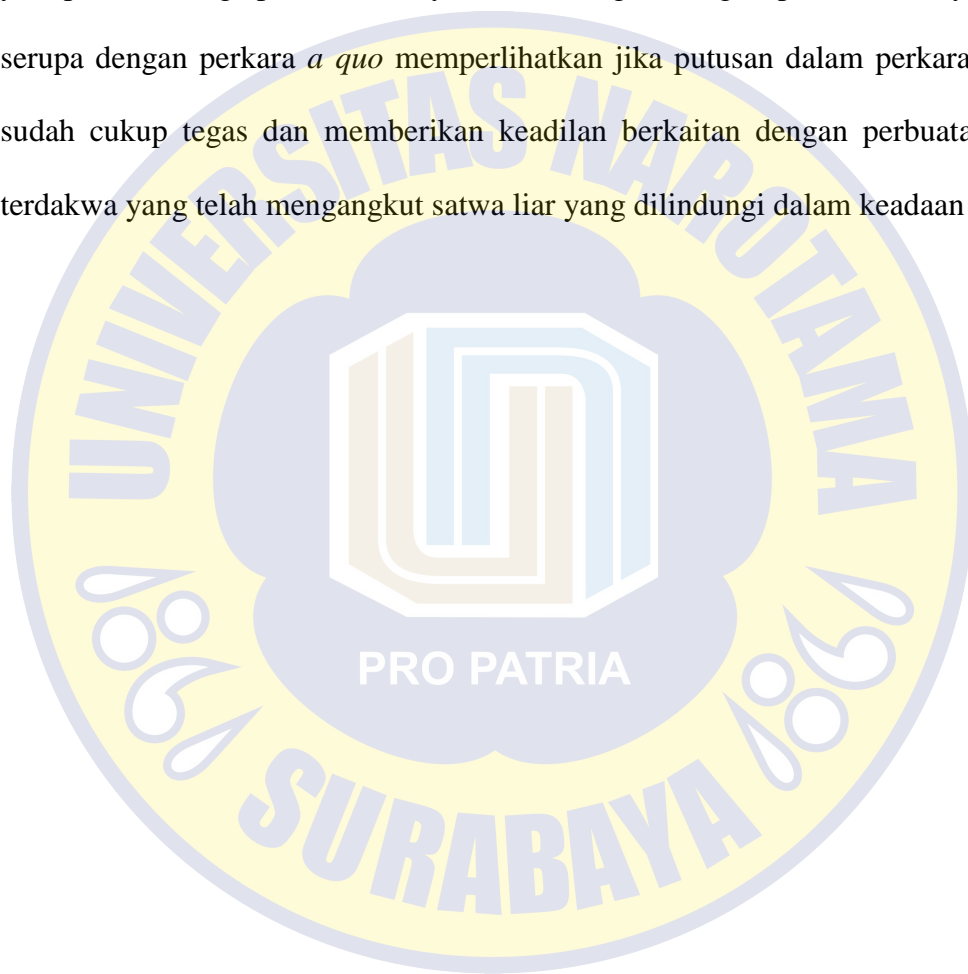 serupa dengan perkara a quo memperlihatkan jika putusan dalam perkara
sudah cukup tegas dan memberikan keadilan berkaitan dengan
terdakwa yang telah mengangkut satwa liar yang dilindungi dalam keadaan
UNIVERSITAS NAROTAMA
PRO PATRIA
SURABAYA